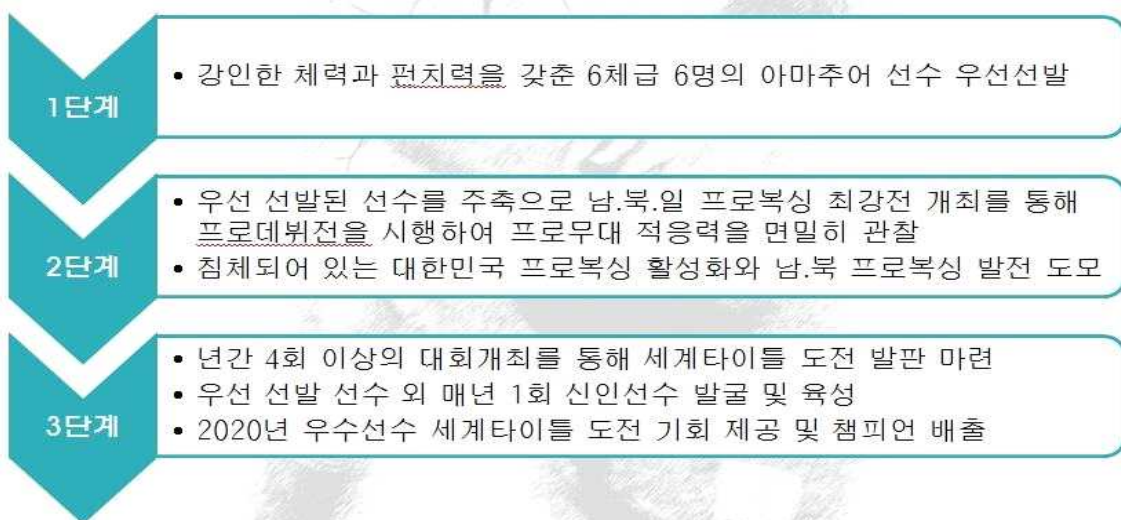 1단계
• 강인한 체력과 펀치력을 갖춘 6체급 6명의 아마추어 선수 우선선발
2단계
• 우선 선발된 선수를 주축으로 남.북.일 프로복싱 최강전 개최를 통해
프로데뷔전을 시행하여 프로무대 적응력을 면밀히 관찰
• 침체되어 있는 대한민국 프로복싱 활성화와 남.북 프로복싱 발전 도모
3단계
• 년간 4회 이상의 대회개최를 통해 세계타이틀 도전 발판 마련
• 우선 선발 선수 외 매년 1회 신인선수 발굴 및 육성
• 2020년 우수선수 세계타이틀 도전 기회 제공 및 챔피언 배출